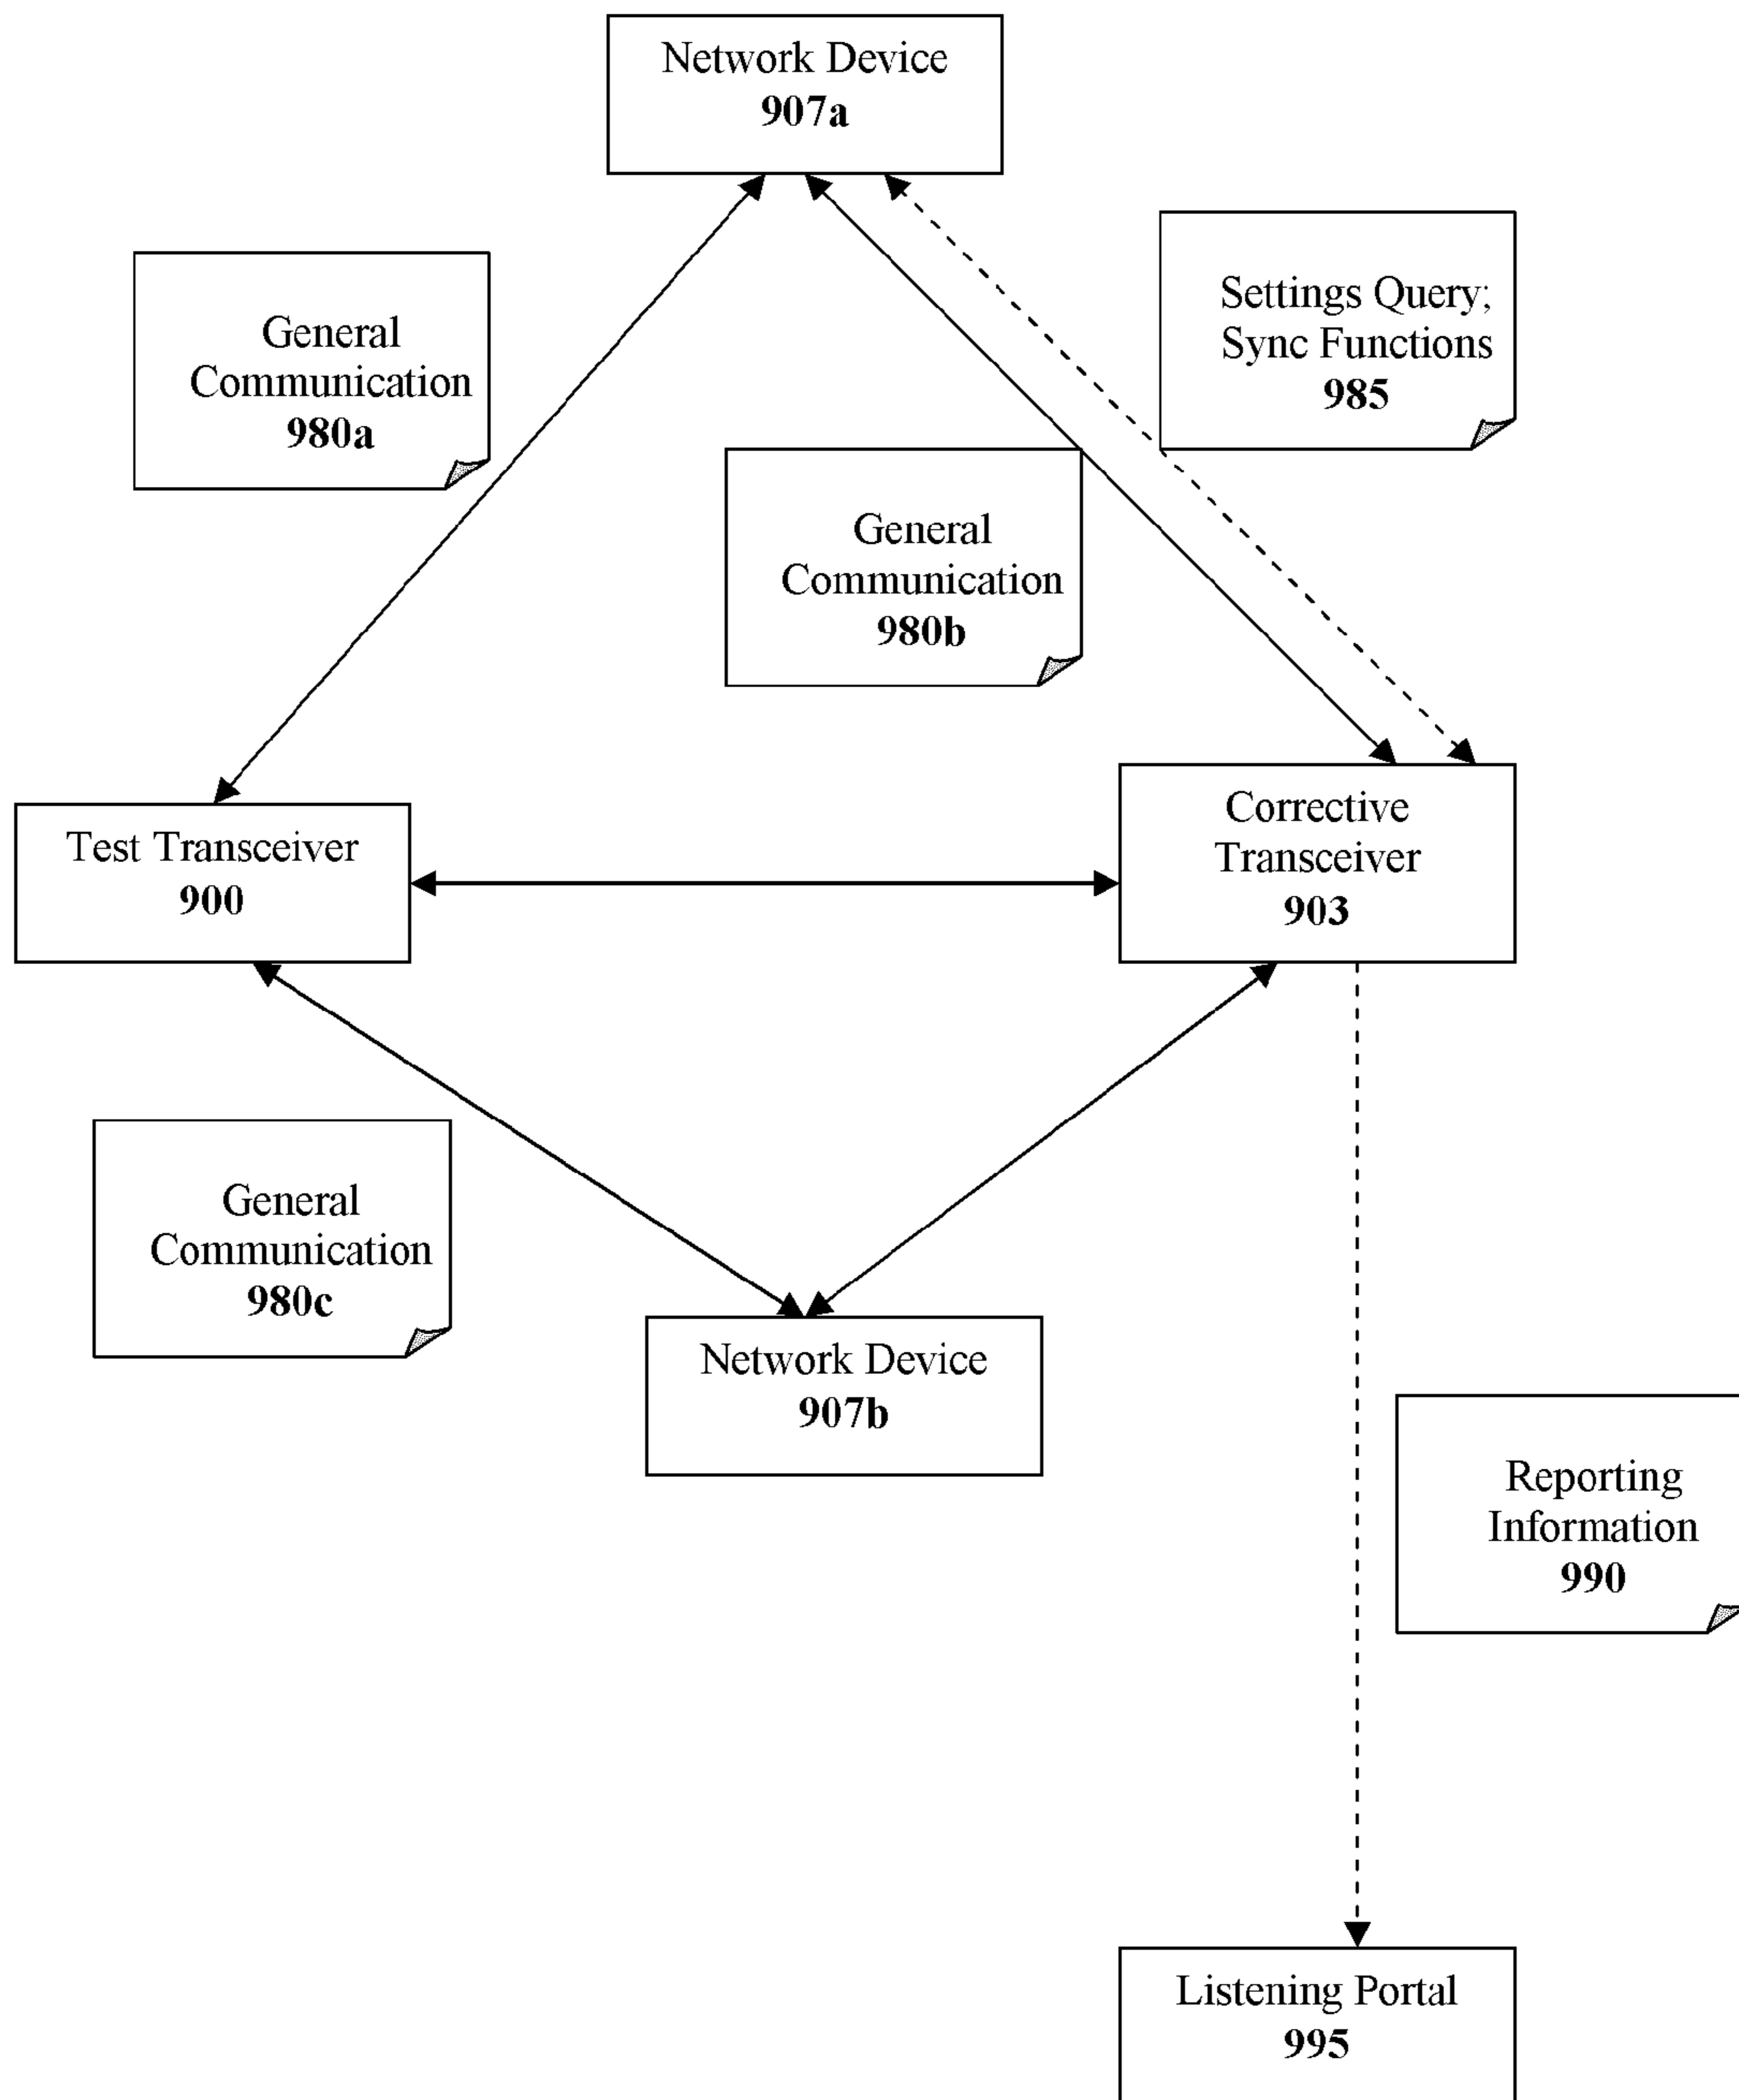 Network Device
907a
Settings Query;
Sync Functions
985
General
Communication
980a
General
Communication
980b
Test Transceiver
900
Corrective
Transceiver
903
General
Communication
980c
Network Device
907b
Reporting
Information
990
Listening Portal
995